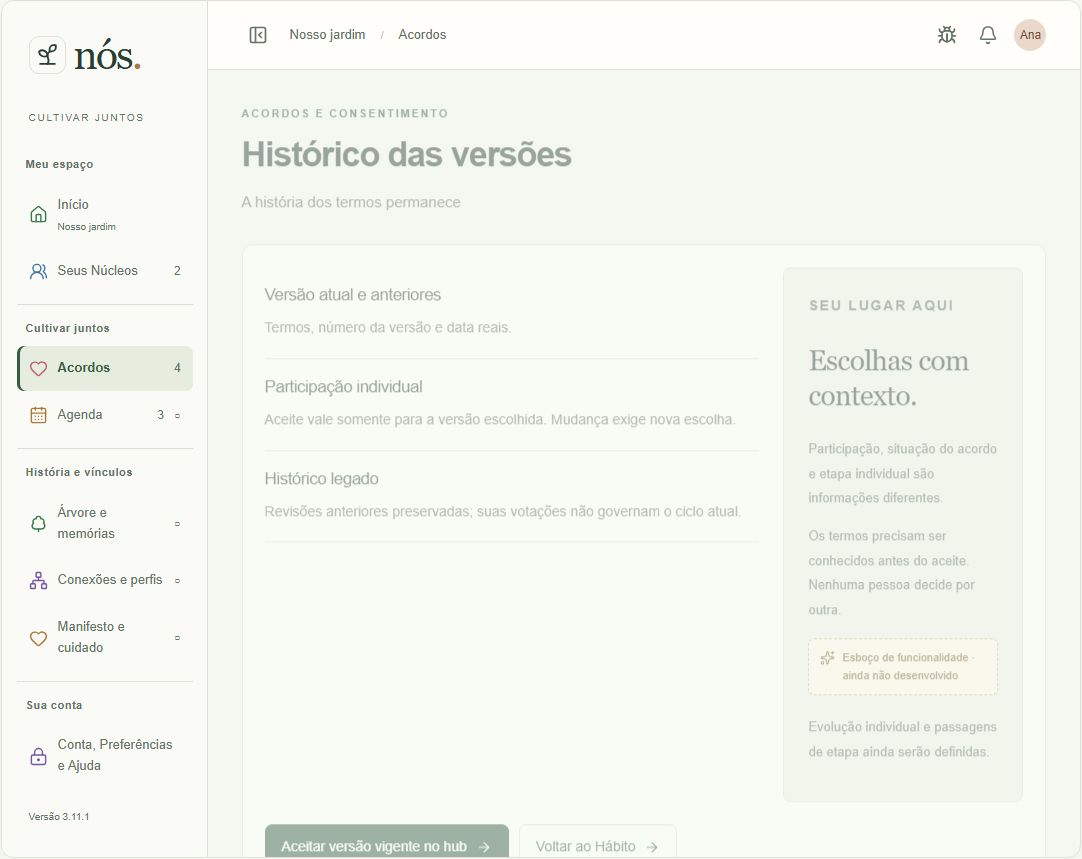 nós.
CULTIVAR JUNTOS
Meu espaço
Início
Nosso jardim
Seus Núcleos 2
Cultivar juntos
Acordos 4
Agenda 3
História e vínculos
Árvore e
memórias
Conexões e perfis
Manifesto e
cuidado
Sua conta
Conta, Preferências
e Ajuda
Versão 3.11.1
Nosso jardim / Acordos
Ana
ACORDOS E CONSENTIMENTO
Histórico das versões
A história dos termos permanece
Versão atual e anteriores
Termos, número da versão e data reais.
Participação individual
Aceite vale somente para a versão escolhida. Mudança exige nova escolha.
Histórico legado
Revisões anteriores preservadas; suas votações não governam o ciclo atual.
SEU LUGAR AQUI
Escolhas com
contexto.
Participação, situação do acordo
e etapa individual são
informações diferentes.
Os termos precisam ser
conhecidos antes do aceite.
Nenhuma pessoa decide por
outra.
Esboço de funcionalidade ·
ainda não desenvolvido
Evolução individual e passagens
de etapa ainda serão definidas.
Aceitar versão vigente no hub →
Voltar ao Hábito →